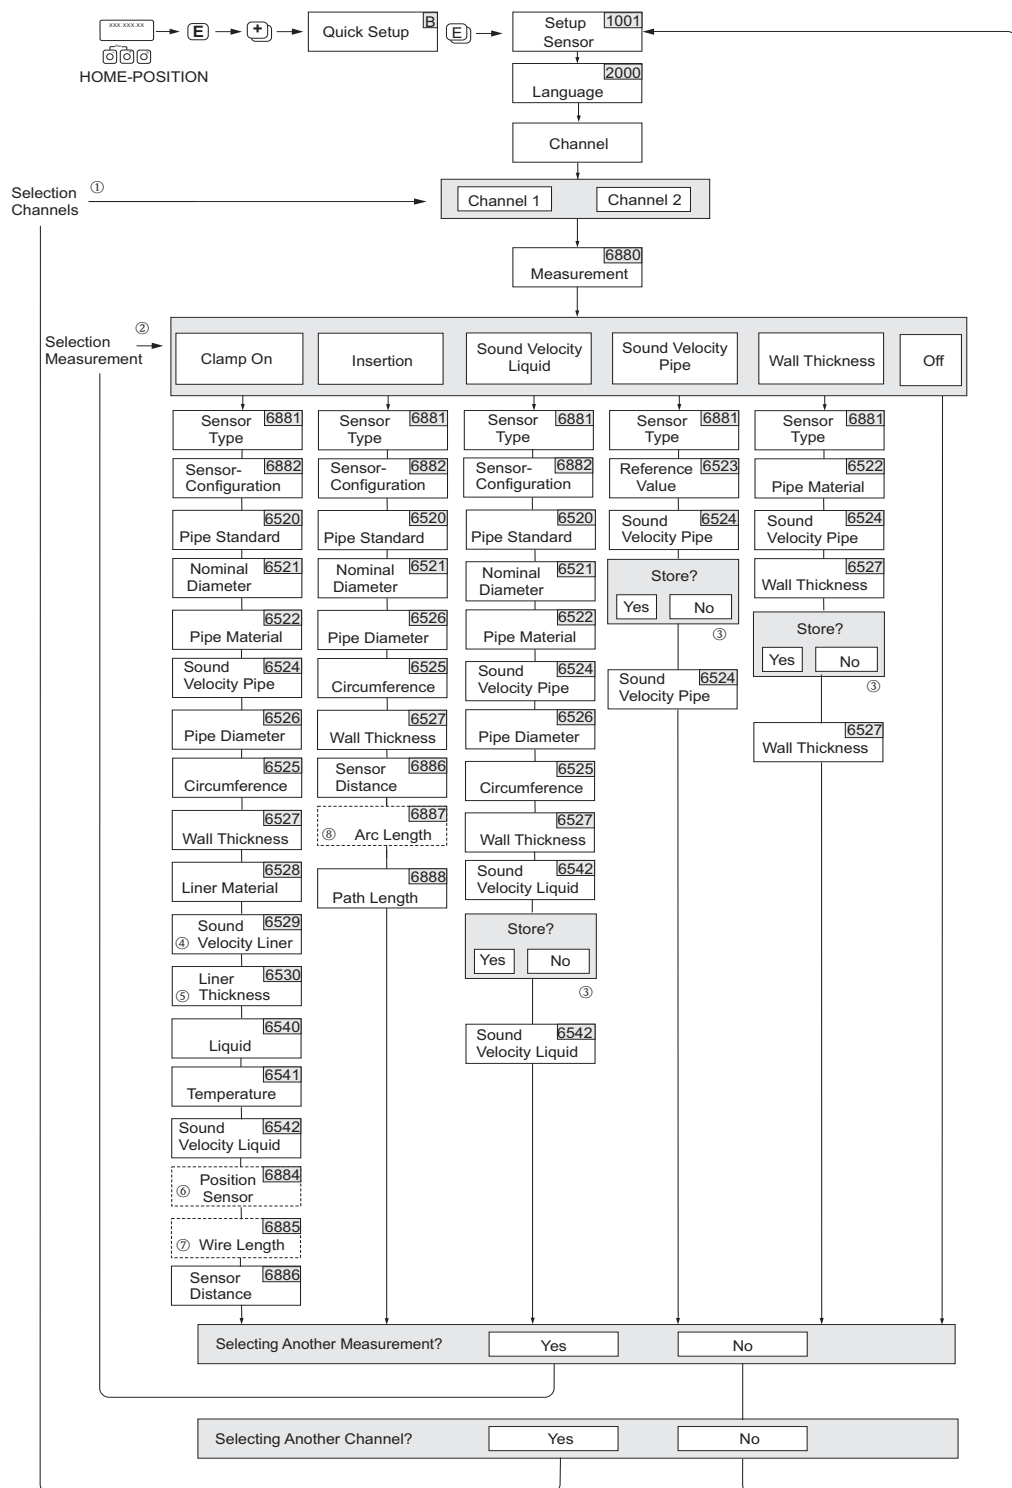 xxx.xxx.xx
E
+
Quick Setup
B
E
Setup
Sensor
1001
HOME-POSITION
2000
Language
Channel
Selection
Channels
①
Channel 1
Channel 2
6880
Measurement
Selection
Measurement
②
Clamp On
Insertion
Sound Velocity
Liquid
Sound Velocity
Pipe
Wall Thickness
Off
Sensor
Type
6881
Sensor-
Configuration
6882
6520
Pipe Standard
Nominal
Diameter
6521
6522
Pipe Material
Sound
Velocity Pipe
6524
6526
Pipe Diameter
6525
Circumference
6527
Wall Thickness
6528
Liner Material
Sound
④ Velocity Liner
6529
Liner
⑤ Thickness
6530
6540
Liquid
6541
Temperature
Sound
Velocity Liquid
6542
Position
⑥ Sensor
6884
6885
⑦ Wire Length
Sensor
Distance
6886
Sensor
Type
6881
Sensor-
Configuration
6882
6520
Pipe Standard
Nominal
Diameter
6521
6526
Pipe Diameter
6525
Circumference
6527
Wall Thickness
Sensor
Distance
6886
6887
⑧ Arc Length
6888
Path Length
Sensor
Type
6881
Sensor-
Configuration
6882
6520
Pipe Standard
Nominal
Diameter
6521
6522
Pipe Material
Sound
Velocity Pipe
6524
6526
Pipe Diameter
6525
Circumference
6527
Wall Thickness
Sound
Velocity Liquid
6542
Store?
Yes
No
③
Sound
Velocity Liquid
6542
Sensor
Type
6881
Reference
Value
6523
Sound
Velocity Pipe
6524
Store?
Yes
No
③
Sound
Velocity Pipe
6524
Sensor
Type
6881
6522
Pipe Material
Sound
Velocity Pipe
6524
6527
Wall Thickness
Store?
Yes
No
③
6527
Wall Thickness
Selecting Another Measurement?
Yes
No
Selecting Another Channel?
Yes
No